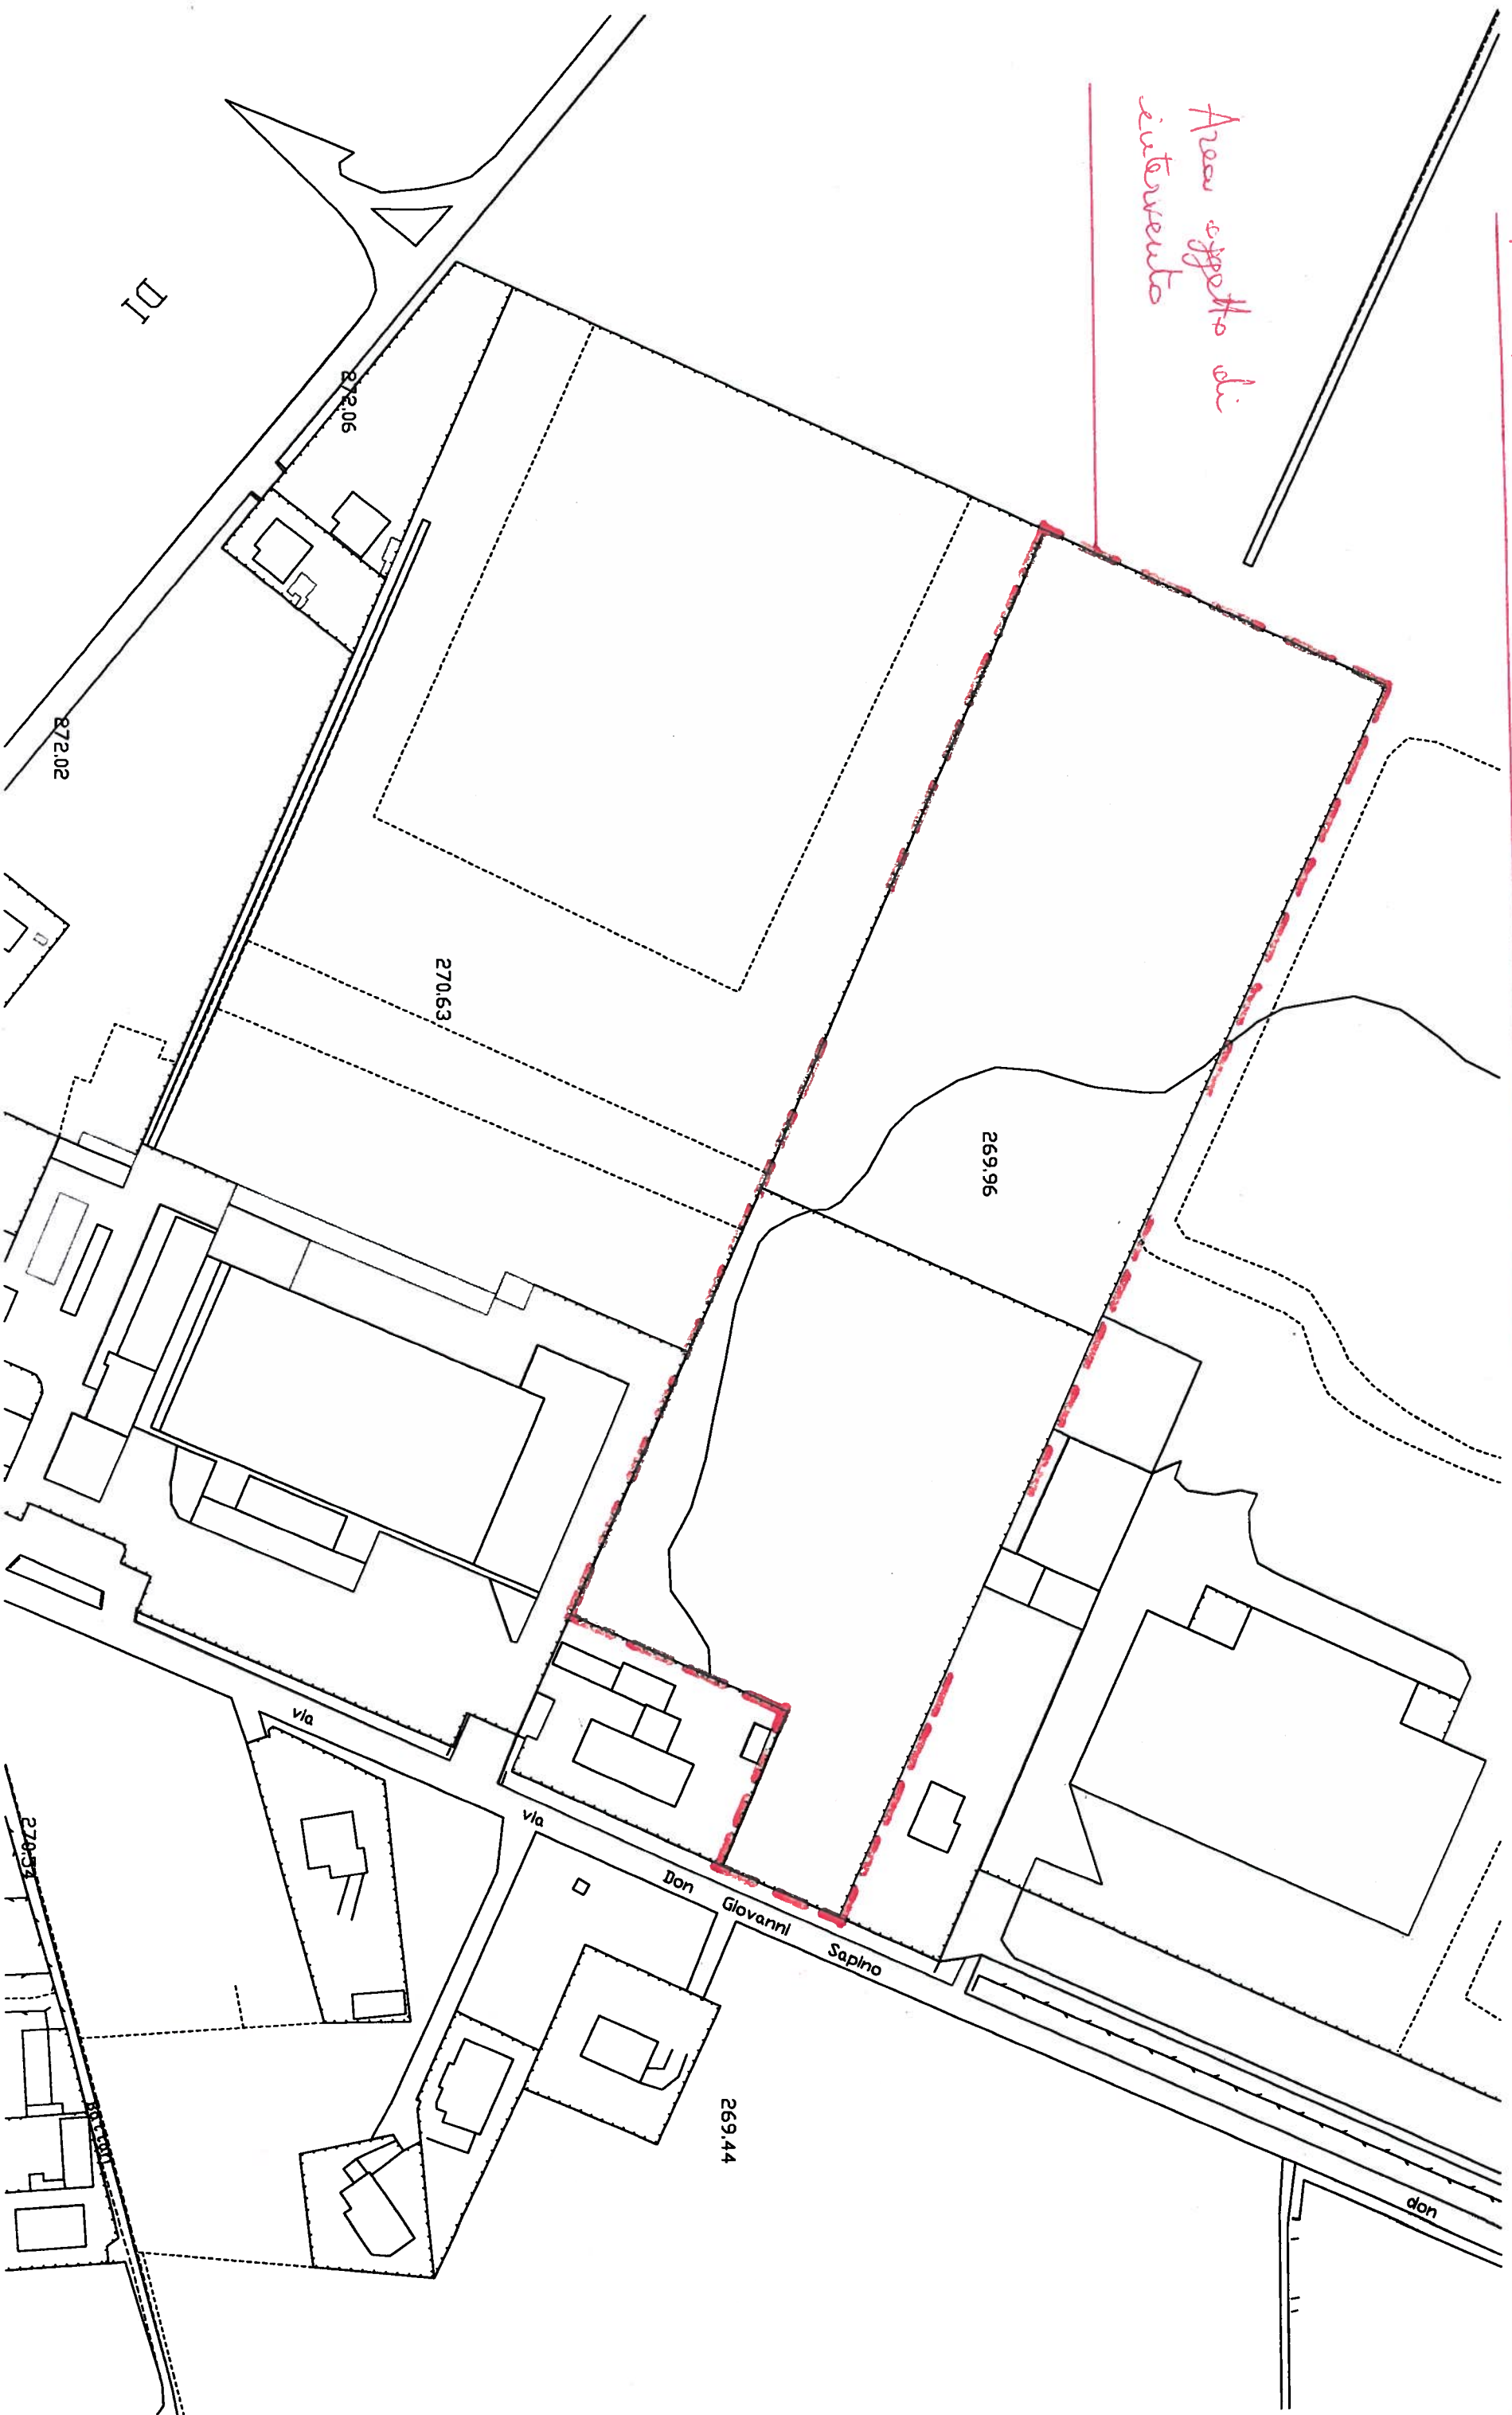 Area oggetto di
intervento
DI
272.06
272.02
270.63
269.96
via
via
Don Giovanni Sapino
269.44
don